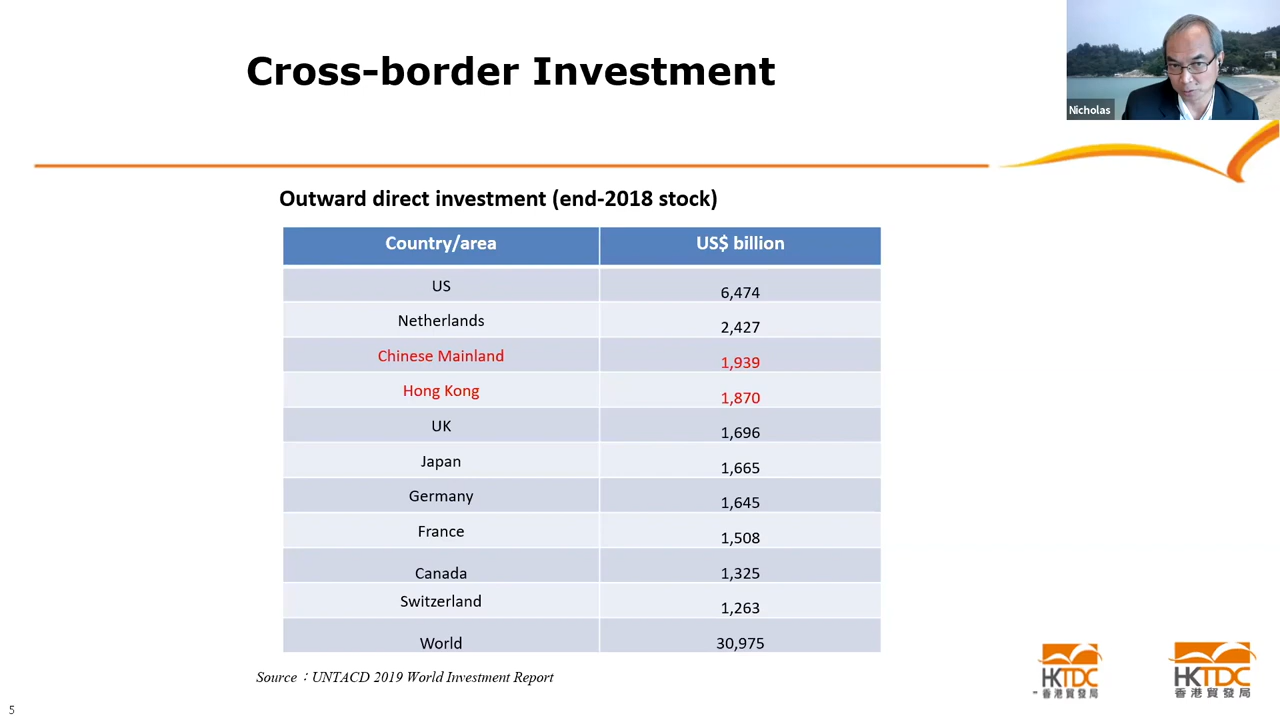 Cross-border Investment
Nicholas
Outward direct investment (end-2018 stock)
Country/area US$ billion
US 6,474
Netherlands 2,427
Chinese Mainland 1,939
Hong Kong 1,870
UK 1,696
Japan 1,665
Germany 1,645
France 1,508
Canada 1,325
Switzerland 1,263
World 30,975
Source：UNTACD 2019 World Investment Report
HKTDC
香港貿發局
HKTDC
香港貿發局
5